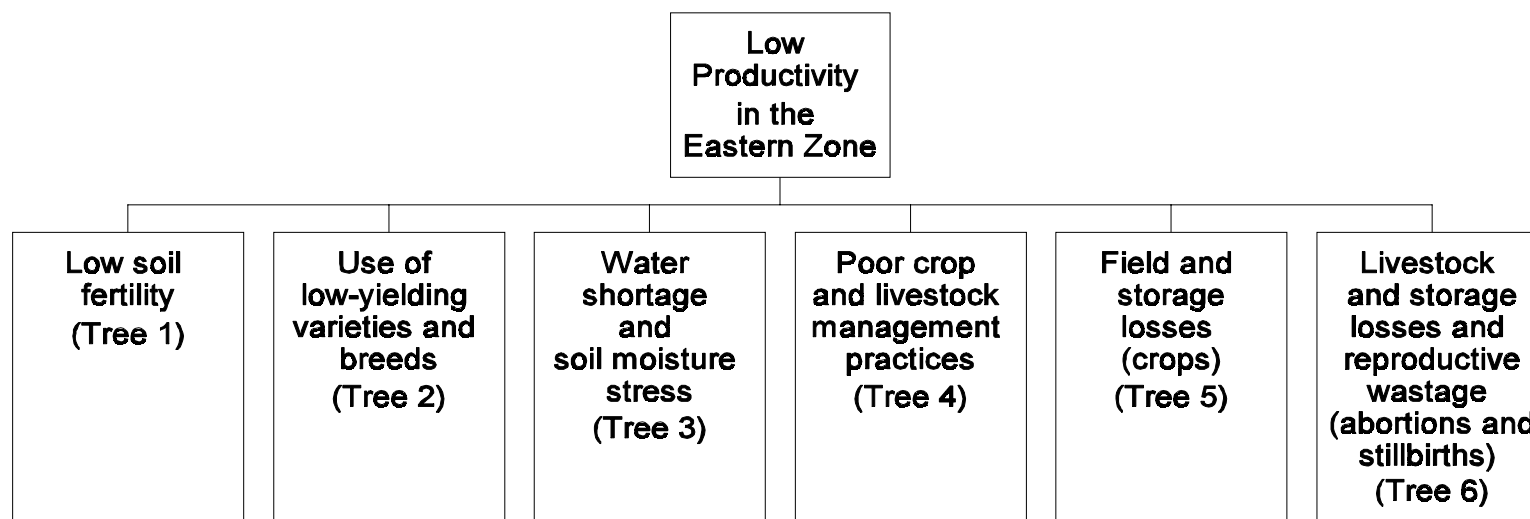 Low
Productivity
in the
Eastern Zone
Low soil
fertility
(Tree 1)
Use of
low-yielding
varieties and
breeds
(Tree 2)
Water
shortage
and
soil moisture
stress
(Tree 3)
Poor crop
and livestock
management
practices
(Tree 4)
Field and
storage
losses
(crops)
(Tree 5)
Livestock
and storage
losses and
reproductive
wastage
(abortions and
stillbirths)
(Tree 6)